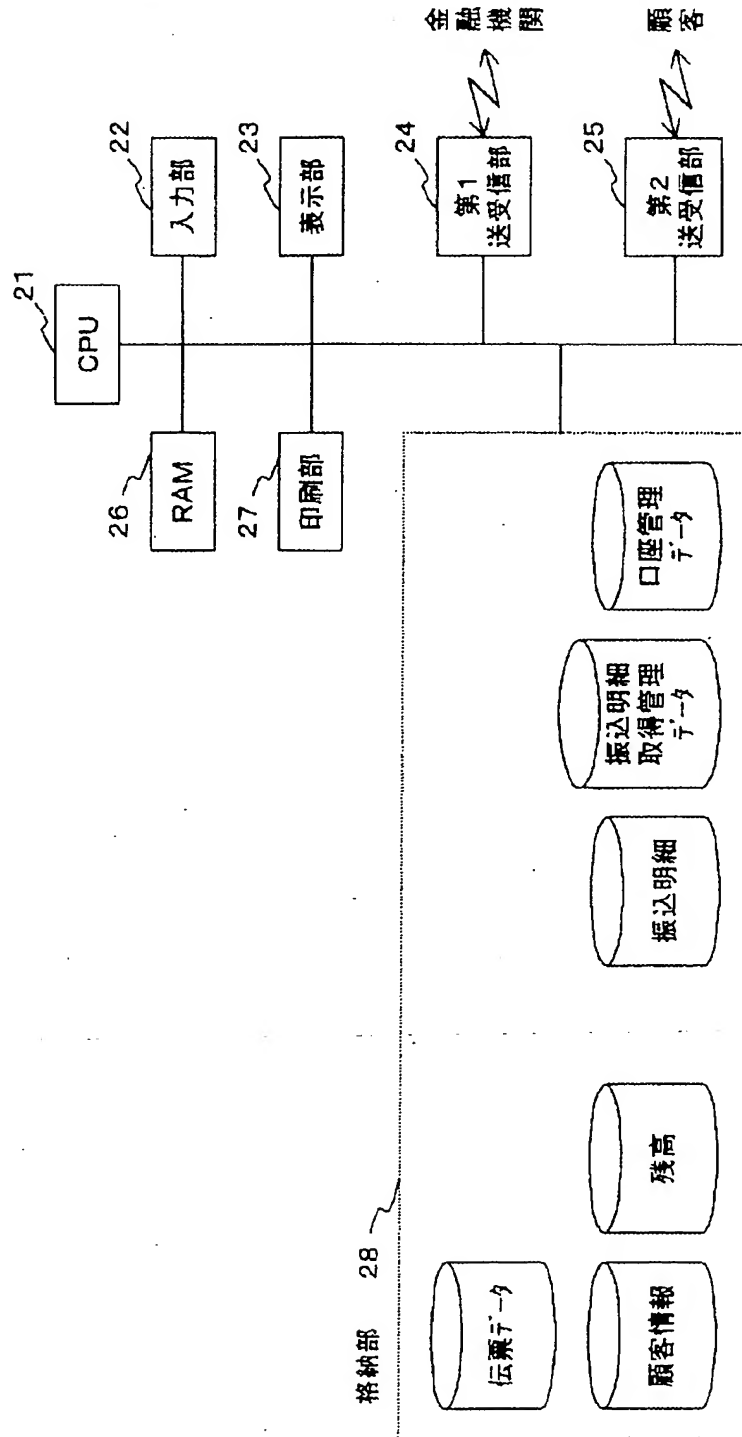 21
CPU
22
入力部
23
表示部
24
第1
送受信部
金融機関
25
第2
送受信部
顧客
26
RAM
27
印刷部
格納部
28
伝票データ
顧客情報
残高
振込明細
振込明細
取得管理
データ
口座管理
データ